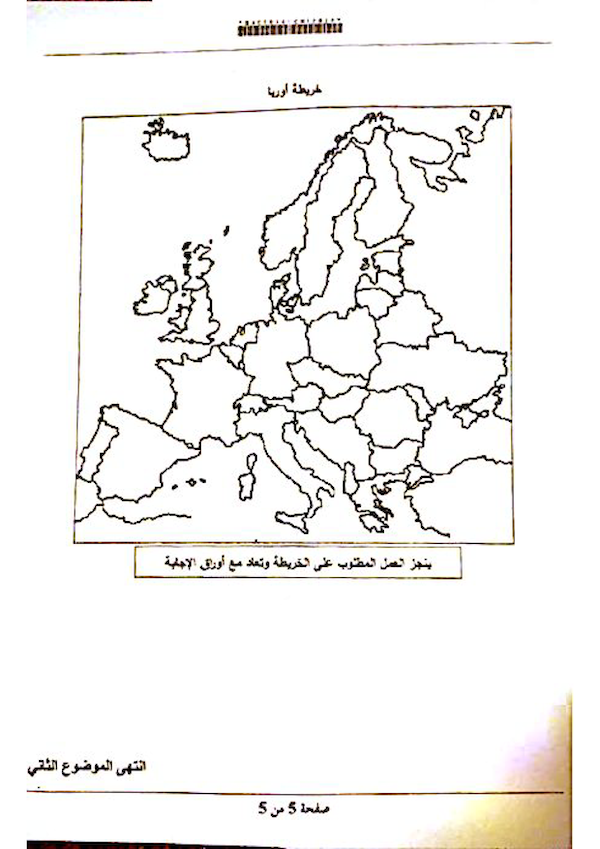 خريطة أوربا
ينجز العمل المطلوب على الخريطة وتعاد مع أوراق الإجابة
انتهى الموضوع الثاني
صفحة 5 من 5